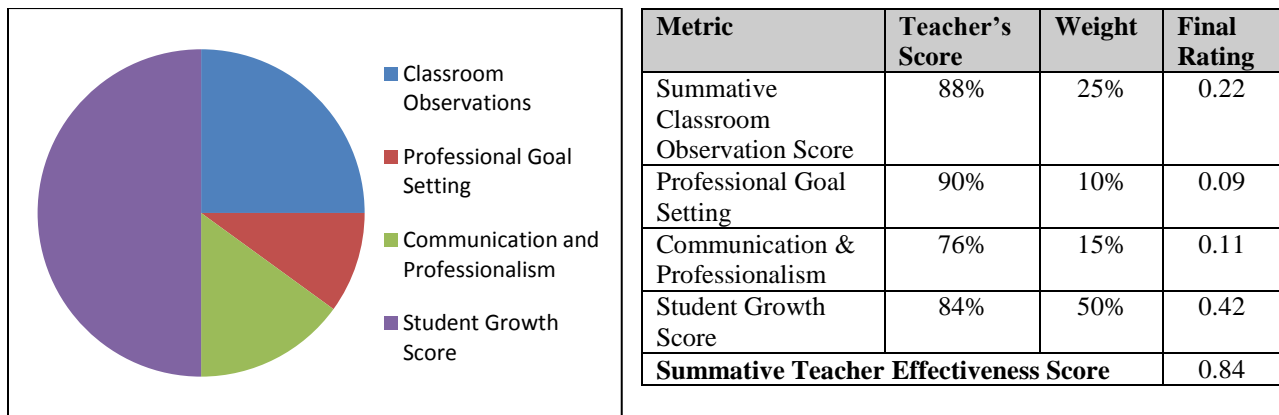 Classroom
Observations
Professional Goal
Setting
Communication and
Professionalism
Student Growth
Score
Metric Teacher's Score Weight Final Rating
Summative Classroom Observation Score 88% 25% 0.22
Professional Goal Setting 90% 10% 0.09
Communication & Professionalism 76% 15% 0.11
Student Growth Score 84% 50% 0.42
Summative Teacher Effectiveness Score 0.84